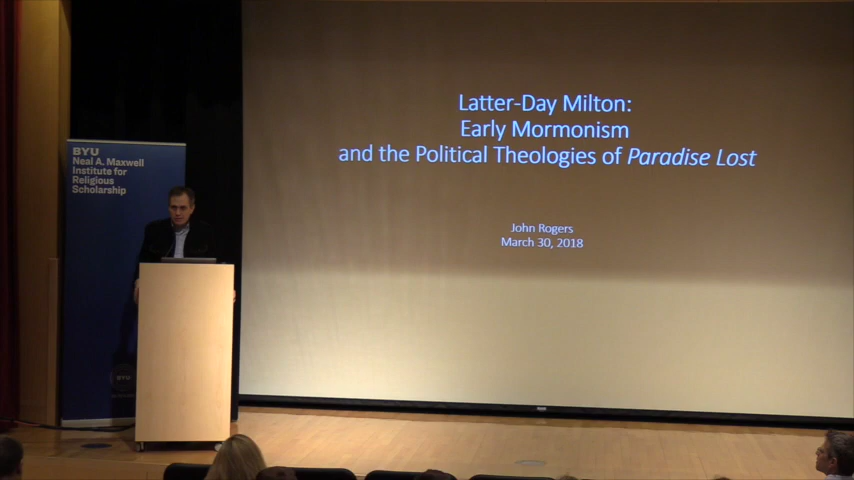 Latter-Day Milton:
Early Mormonism
and the Political Theologies of Paradise Lost
John Rogers
March 30, 2018
BYU
Neal A. Maxwell
Institute for
Religious
Scholarship
BYU